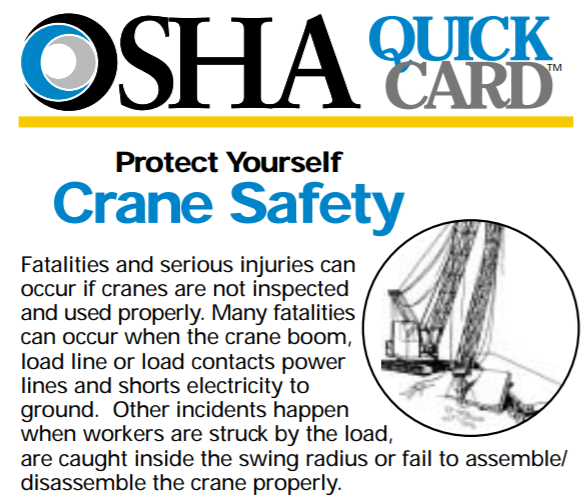 OSHA QUICK
CARD™
Protect Yourself
Crane Safety
Fatalities and serious injuries can
occur if cranes are not inspected
and used properly. Many fatalities
can occur when the crane boom,
load line or load contacts power
lines and shorts electricity to
ground.  Other incidents happen
when workers are struck by the load,
are caught inside the swing radius or fail to assemble/
disassemble the crane properly.